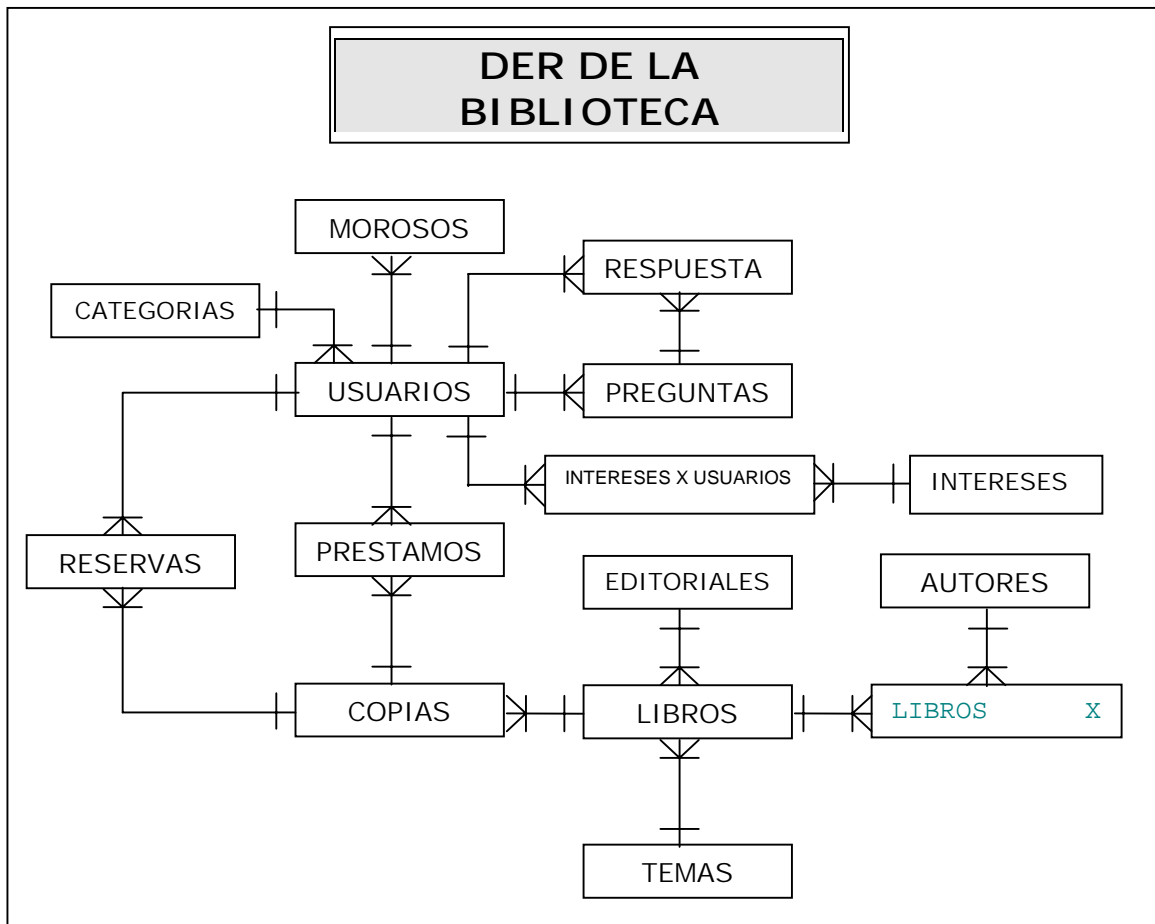 DER DE LA
BIBLIOTECA
MOROSOS
RESPUESTA
CATEGORIAS
USUARIOS
PREGUNTAS
INTERESES X USUARIOS
INTERESES
RESERVAS
PRESTAMOS
EDITORIALES
AUTORES
COPIAS
LIBROS
LIBROS X
TEMAS